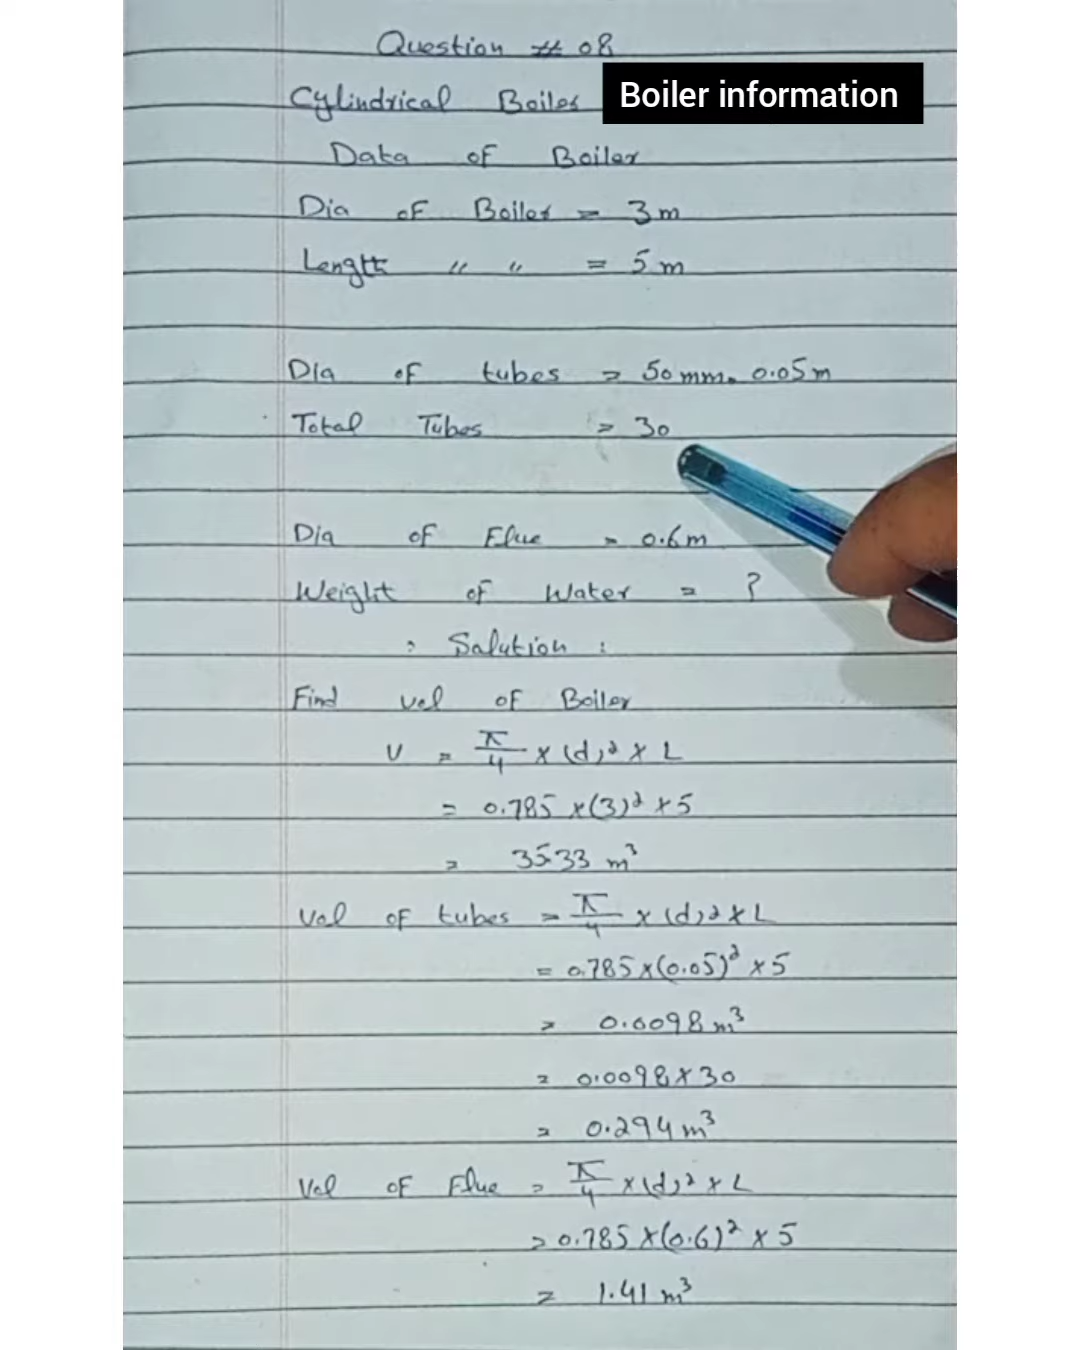 Question # 08
Cylindrical Boiler
Boiler information
Data of Boiler
Dia of Boiler = 3m
Length " " = 5m
Dia of tubes = 50mm. 0.05m
Total Tubes = 30
Dia of Flue = 0.6m
Weight of Water = ?
: Salution :
Find Vol of Boiler
V = π/4 × (d)² × L
= 0.785 × (3)² × 5
= 3533 m³
Vol of tubes = π/4 × (d)² × L
= 0.785 × (0.05)² × 5
= 0.0098 m³
= 0.0098 × 30
= 0.294 m³
Vol of Flue = π/4 × (d)² × L
= 0.785 × (0.6)² × 5
= 1.41 m³